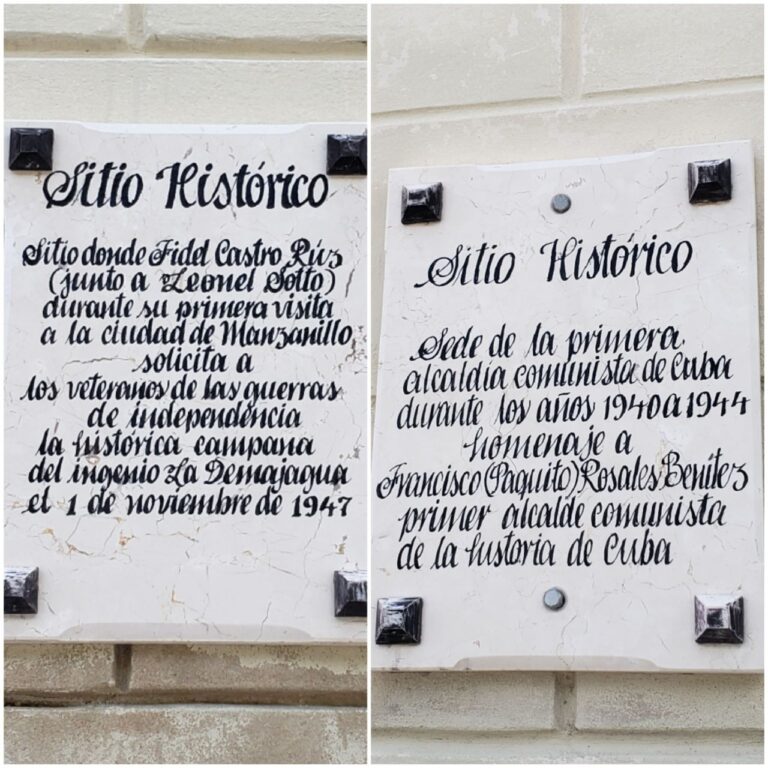 Sitio Histórico
Sitio donde Fidel Castro Rúz
(junto a Leonel Sotto)
durante su primera visita
a la ciudad de Manzanillo
solicita a
los veteranos de las guerras
de independencia
la histórica campana
del ingenio La Demajagua
el 1 de noviembre de 1947
Sitio Histórico
Sede de la primera
alcaldía comunista de Cuba
durante los años 1940 a 1944
homenaje a
Francisco (Paquito) Rosales Benítez
primer alcalde comunista
de la historia de Cuba